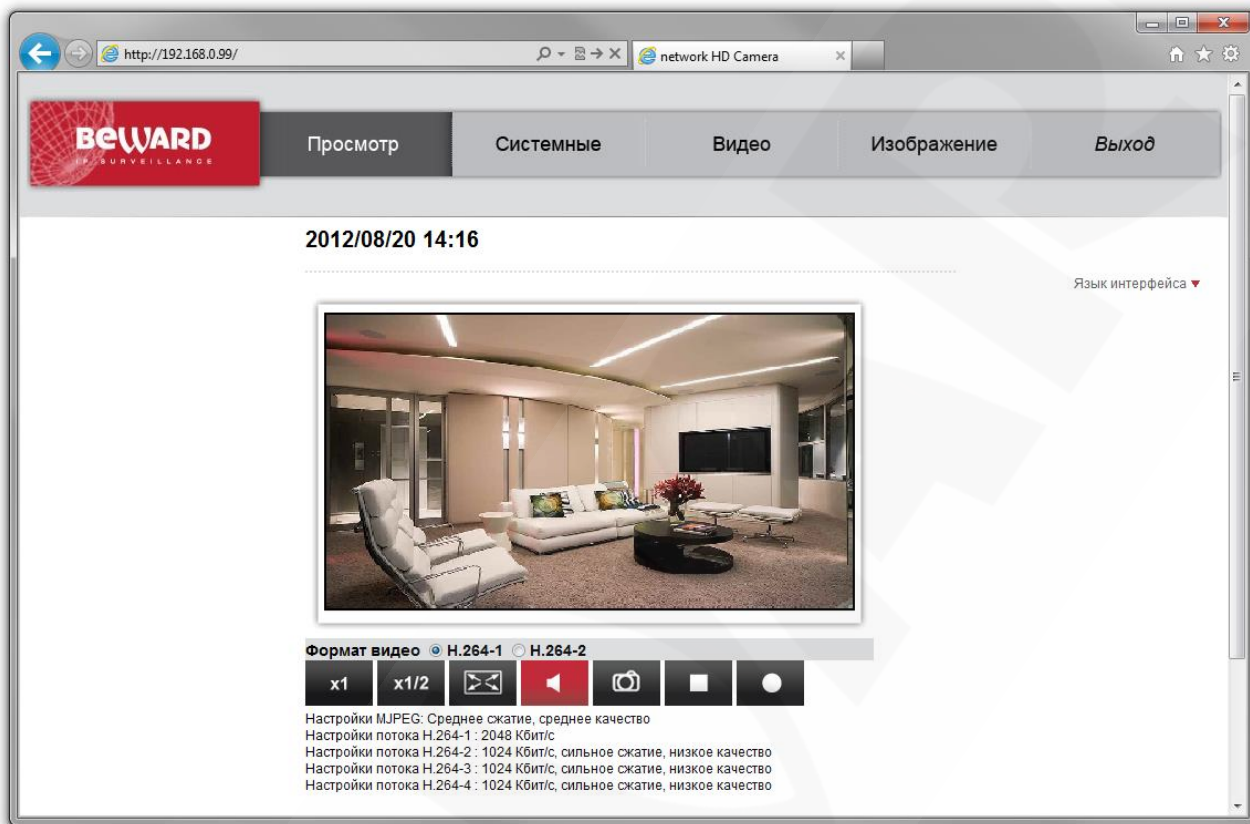 http://192.168.0.99/
network HD Camera
BEWARD
IP SURVEILLANCE
Просмотр
Системные
Видео
Изображение
Выход
2012/08/20 14:16
Язык интерфейса
Формат видео H.264-1 H.264-2
x1 x1/2
Настройки MJPEG: Среднее сжатие, среднее качество
Настройки потока H.264-1 : 2048 Кбит/с
Настройки потока H.264-2 : 1024 Кбит/с, сильное сжатие, низкое качество
Настройки потока H.264-3 : 1024 Кбит/с, сильное сжатие, низкое качество
Настройки потока H.264-4 : 1024 Кбит/с, сильное сжатие, низкое качество